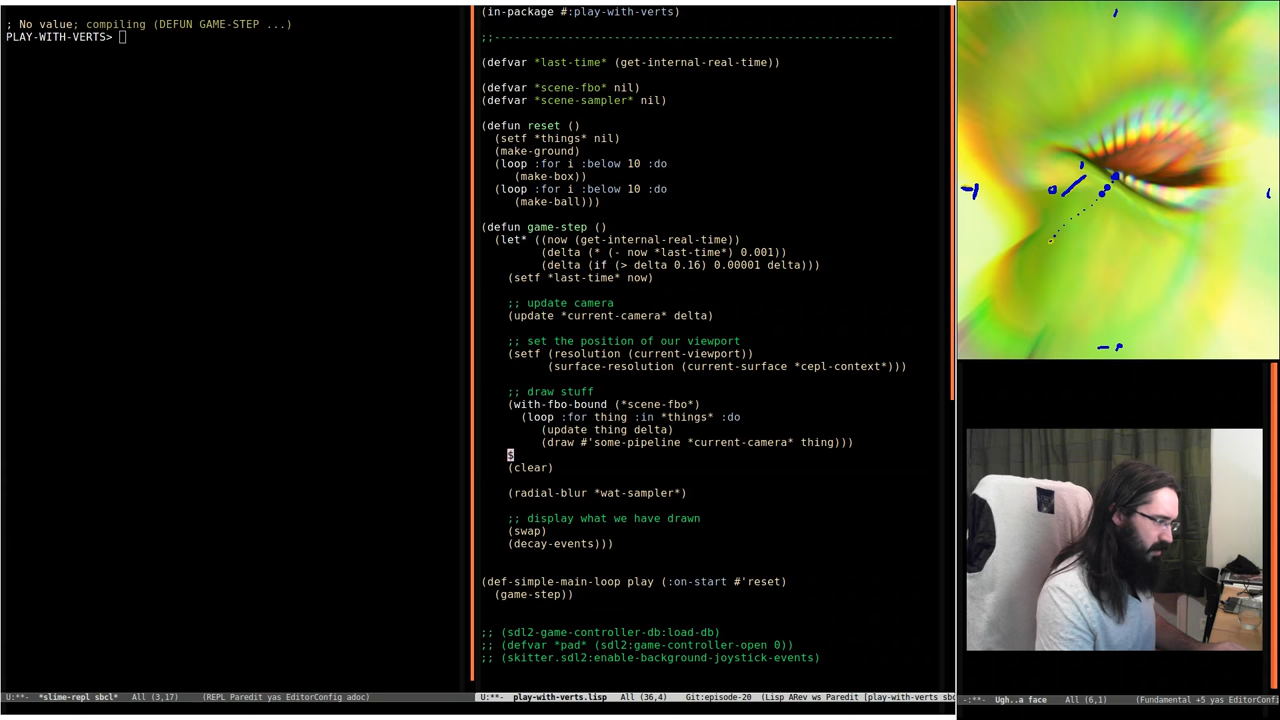 ; No value; compiling (DEFUN GAME-STEP ...)
PLAY-WITH-VERTS>
U:**-  *slime-repl sbcl*   All (3,17)     (REPL Paredit yas EditorConfig adoc)
(in-package #:play-with-verts)
;;------------------------------------------------------------
(defvar *last-time* (get-internal-real-time))
(defvar *scene-fbo* nil)
(defvar *scene-sampler* nil)
(defun reset ()
  (setf *things* nil)
  (make-ground)
  (loop :for i :below 10 :do
     (make-box))
  (loop :for i :below 10 :do
     (make-ball)))
(defun game-step ()
  (let* ((now (get-internal-real-time))
         (delta (* (- now *last-time*) 0.001))
         (delta (if (> delta 0.16) 0.00001 delta)))
    (setf *last-time* now)
    ;; update camera
    (update *current-camera* delta)
    ;; set the position of our viewport
    (setf (resolution (current-viewport))
          (surface-resolution (current-surface *cepl-context*)))
    ;; draw stuff
    (with-fbo-bound (*scene-fbo*)
      (loop :for thing :in *things* :do
         (update thing delta)
         (draw #'some-pipeline *current-camera* thing)))
    (clear)
    (radial-blur *wat-sampler*)
    ;; display what we have drawn
    (swap)
    (decay-events)))
(def-simple-main-loop play (:on-start #'reset)
  (game-step))
;; (sdl2-game-controller-db:load-db)
;; (defvar *pad* (sdl2:game-controller-open 0))
;; (skitter.sdl2:enable-background-joystick-events)
U:**-  play-with-verts.lisp   All (36,4)     Git:episode-20  (Lisp ARev ws Paredit [play-with-verts sbc
-1
-:**-  Ugh..a face    All (6,1)     (Fundamental +5 yas EditorConfi